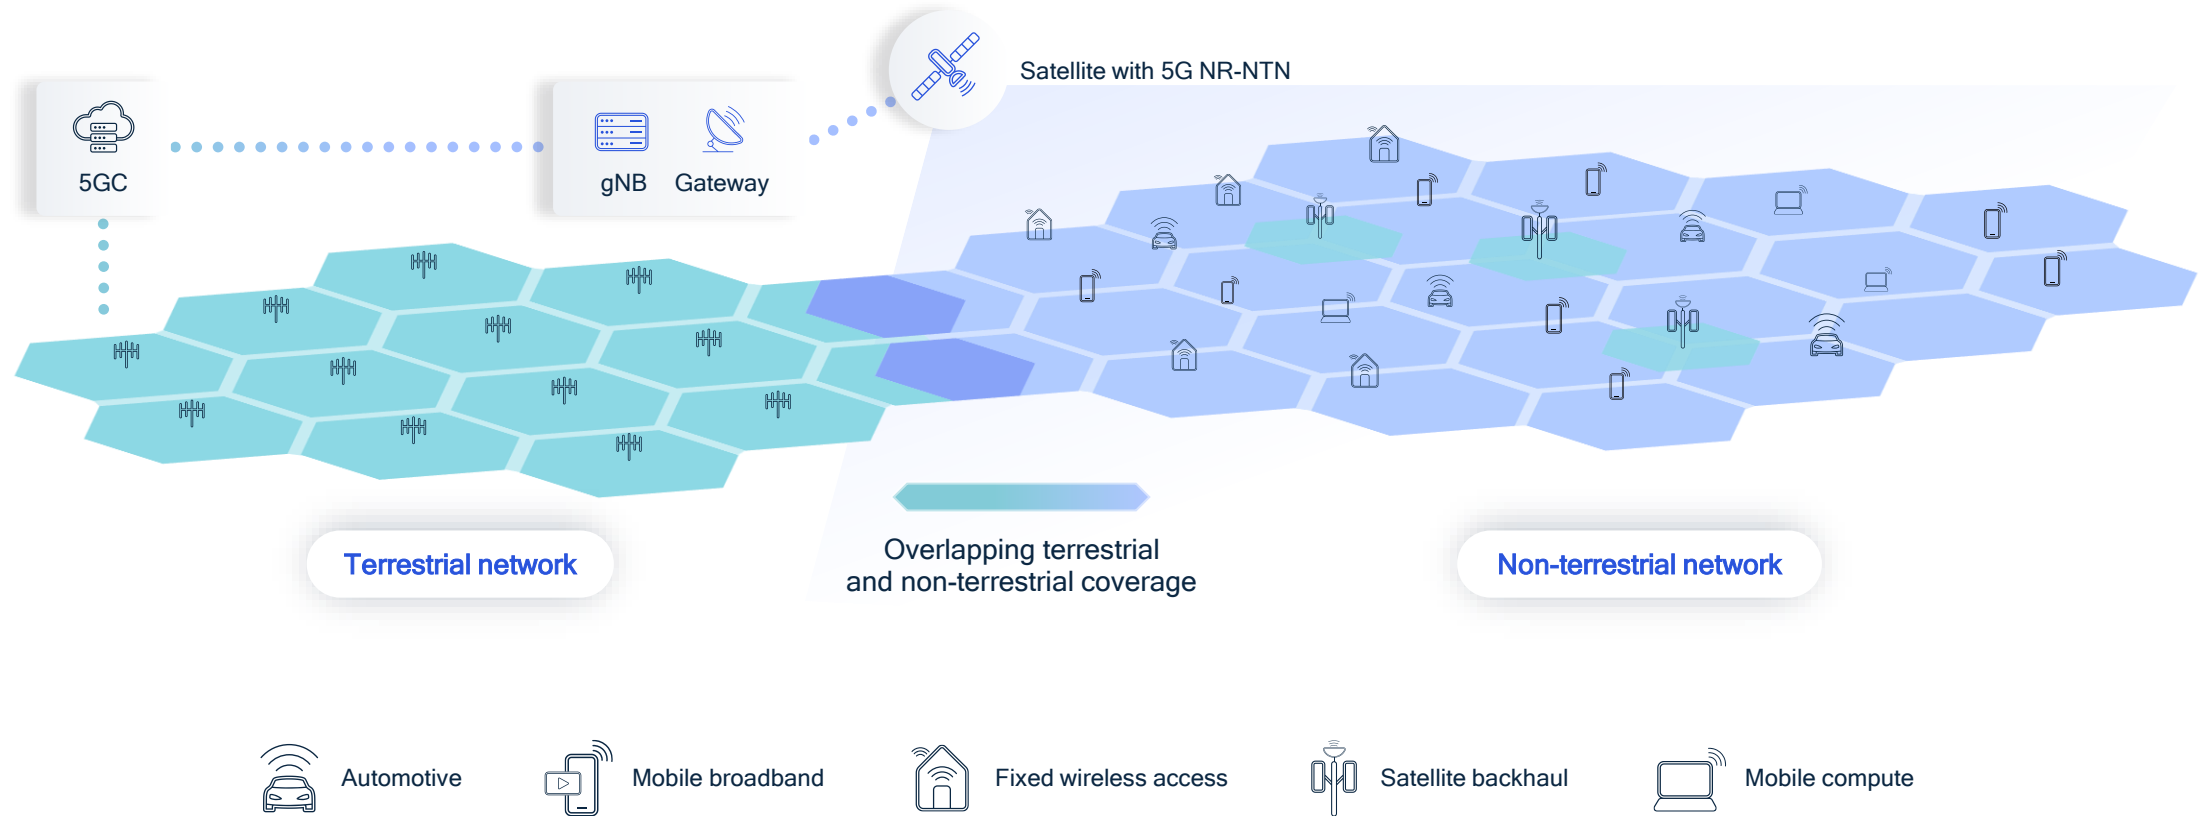 Satellite with 5G NR-NTN
5GC
gNB
Gateway
Terrestrial network
Overlapping terrestrial
and non-terrestrial coverage
Non-terrestrial network
Automotive
Mobile broadband
Fixed wireless access
Satellite backhaul
Mobile compute